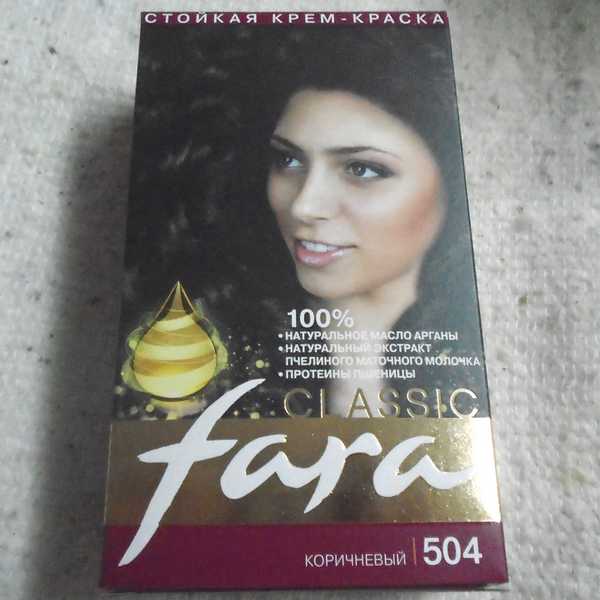 СТОЙКАЯ КРЕМ-КРАСКА
100%
• НАТУРАЛЬНОЕ МАСЛО АРГАНЫ
• НАТУРАЛЬНЫЙ ЭКСТРАКТ
ПЧЕЛИНОГО МАТОЧНОГО МОЛОЧКА
• ПРОТЕИНЫ ПШЕНИЦЫ
CLASSIC
fara
КОРИЧНЕВЫЙ 504